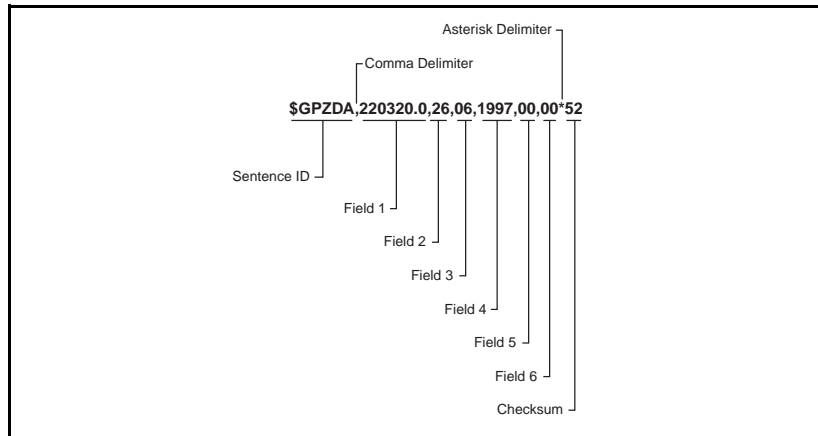 Asterisk Delimiter
Comma Delimiter
$GPZDA,220320.0,26,06,1997,00,00*52
Sentence ID
Field 1
Field 2
Field 3
Field 4
Field 5
Field 6
Checksum